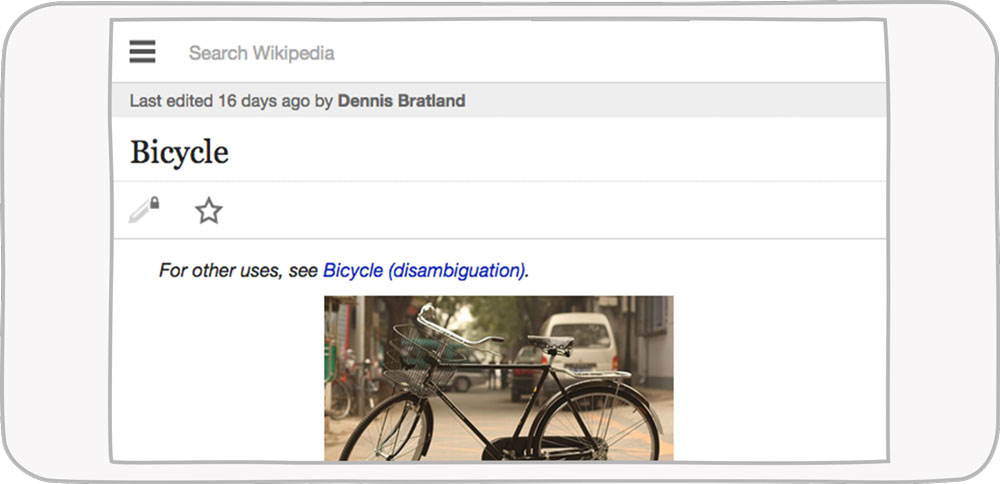 Search Wikipedia
Last edited 16 days ago by Dennis Bratland
Bicycle
For other uses, see Bicycle (disambiguation).